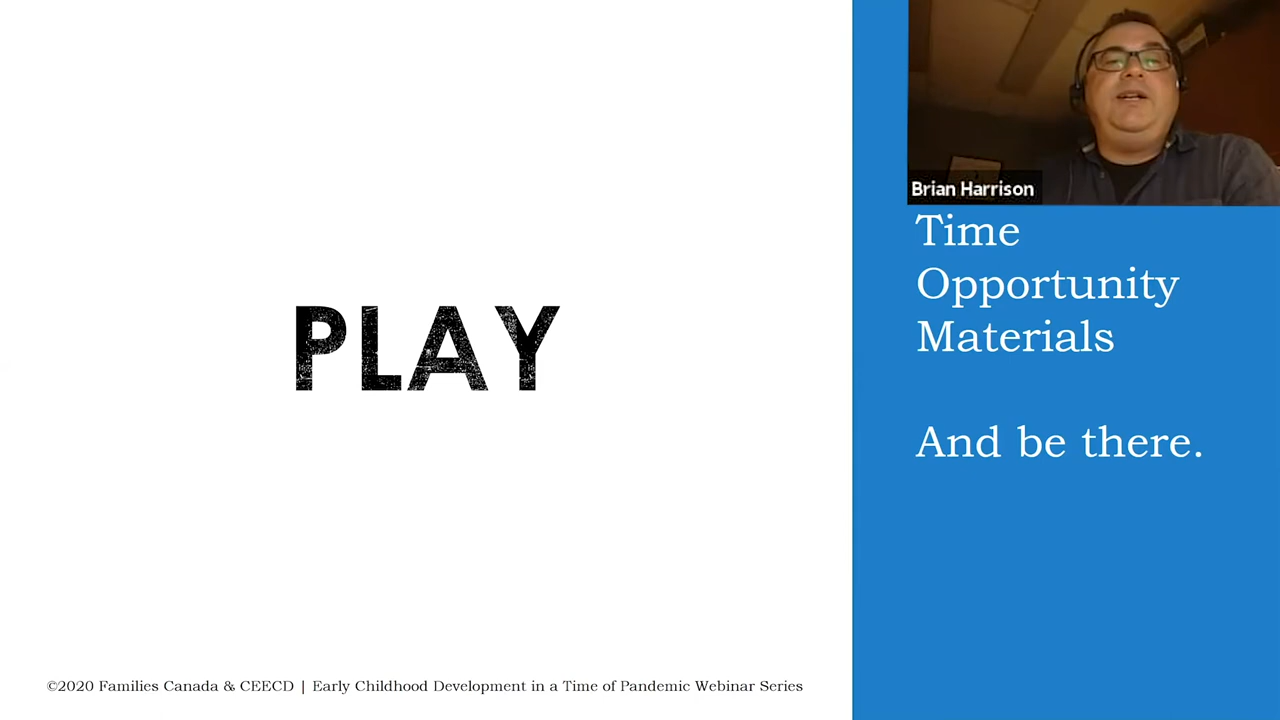 PLAY
Brian Harrison
Time
Opportunity
Materials
And be there.
©2020 Families Canada & CEECD | Early Childhood Development in a Time of Pandemic Webinar Series